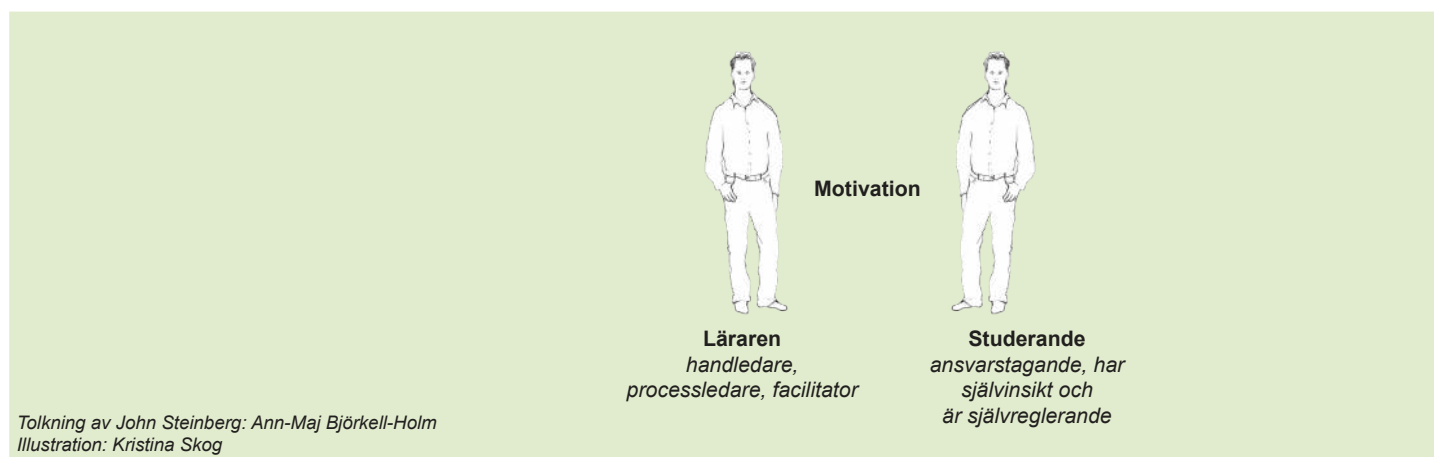 Motivation
Läraren
handledare,
processledare, facilitator
Studerande
ansvarstagande, har
självinsikt och
är självreglerande
Tolkning av John Steinberg: Ann-Maj Björkell-Holm
Illustration: Kristina Skog